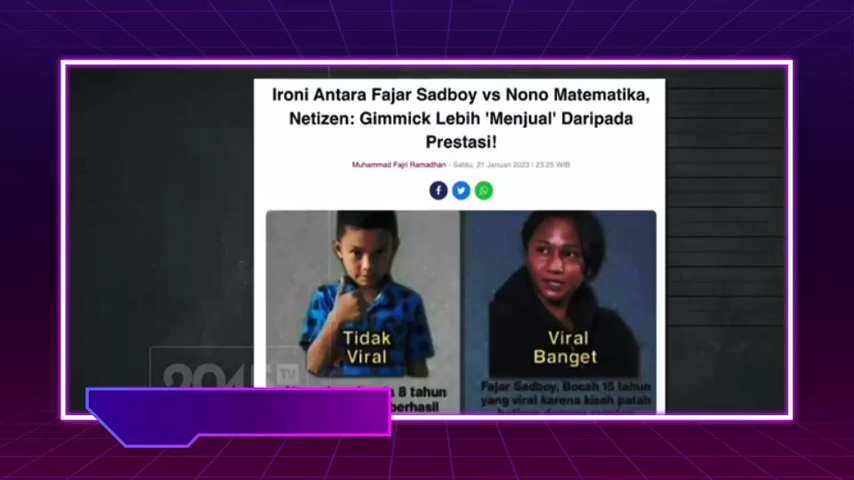 Ironi Antara Fajar Sadboy vs Nono Matematika,
Netizen: Gimmick Lebih 'Menjual' Daripada
Prestasi!
Muhammad Fajri Ramadhan - Sabtu, 21 Januari 2023 | 23:25 WIB
Tidak
Viral
Viral
Banget
8 tahun
berhasil
Fajar Sadboy, Bocah 15 tahun
yang viral karena kisah patah
2045 TV